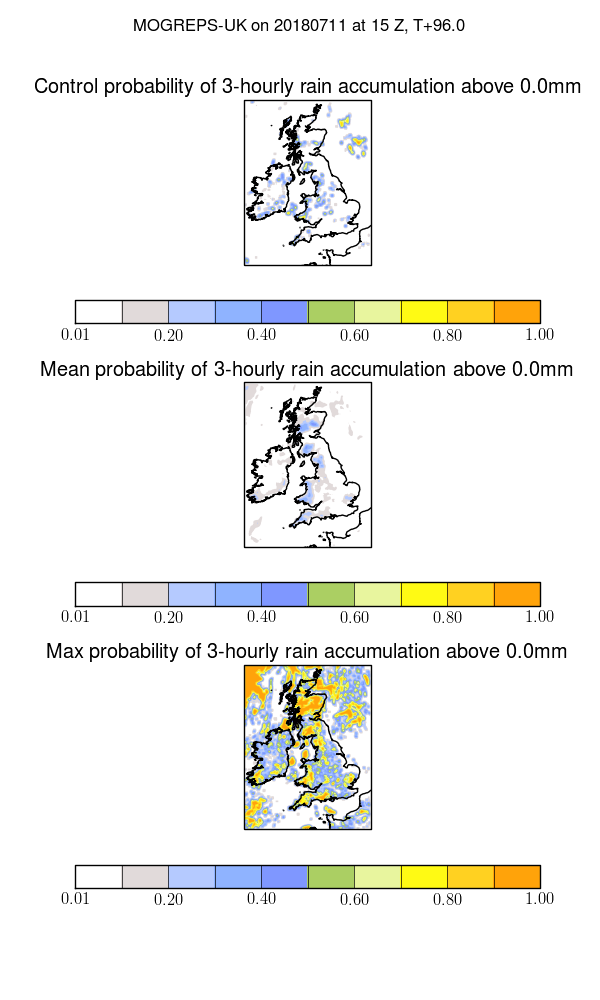 MOGREPS-UK on 20180711 at 15 Z, T+96.0
Control probability of 3-hourly rain accumulation above 0.0mm
0.01 0.20 0.40 0.60 0.80 1.00
Mean probability of 3-hourly rain accumulation above 0.0mm
0.01 0.20 0.40 0.60 0.80 1.00
Max probability of 3-hourly rain accumulation above 0.0mm
0.01 0.20 0.40 0.60 0.80 1.00